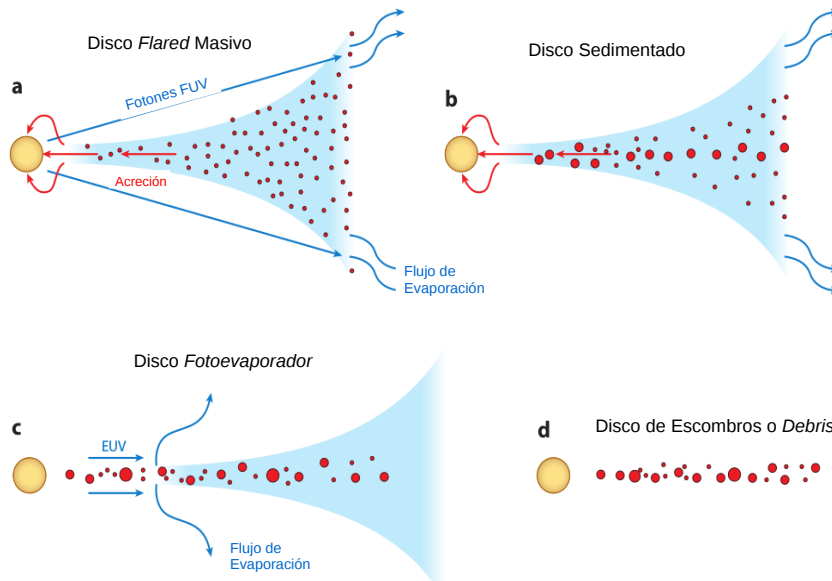 Disco Flared Masivo
a
Fotones FUV
Acreción
Flujo de
Evaporación
Disco Sedimentado
b
Disco Fotoevaporador
c
EUV
Flujo de
Evaporación
d
Disco de Escombros o Debris